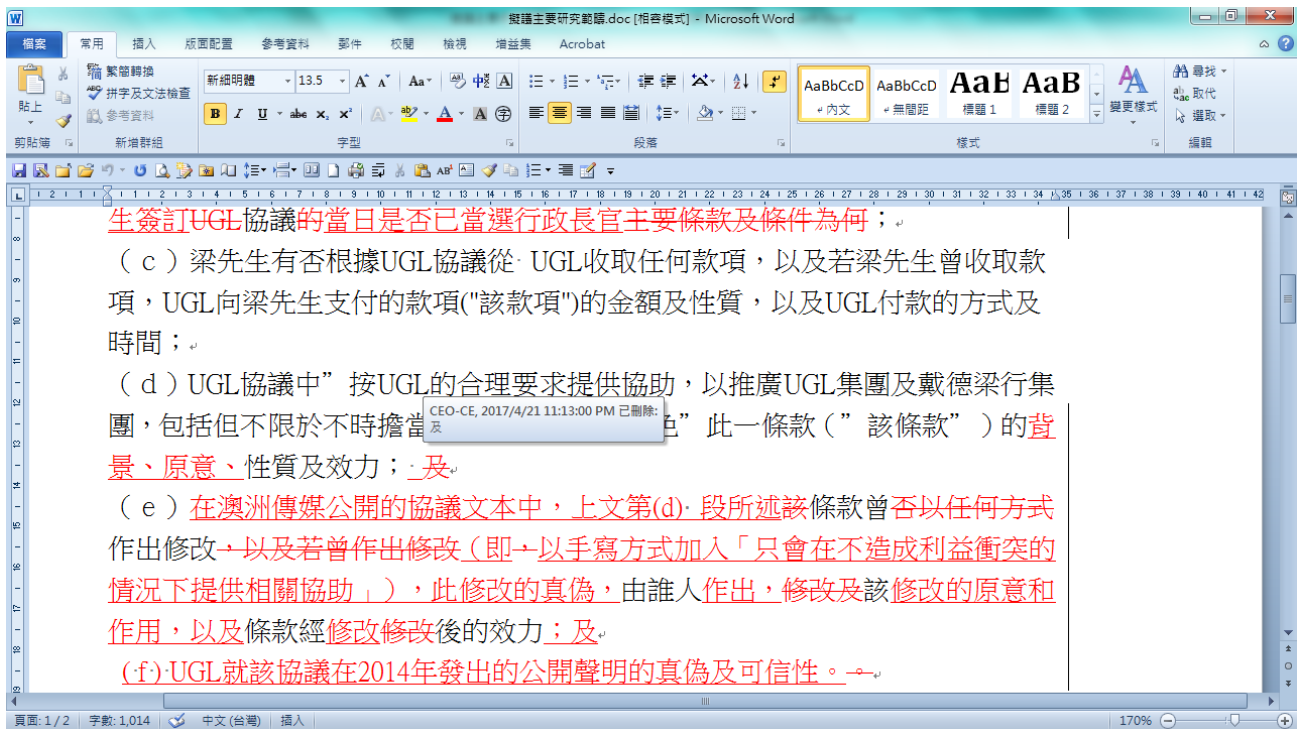 擬議主要研究範疇.doc [相容模式] - Microsoft Word
檔案 常用 插入 版面配置 參考資料 郵件 校閱 檢視 增益集 Acrobat
貼上
繁簡轉換
拼字及文法檢查
參考資料
新細明體 13.5
AaBbCcD AaBbCcD AaB AaB
內文 無間距 標題 1 標題 2
變更樣式
尋找
取代
選取
剪貼簿 新增群組 字型 段落 樣式 編輯
生簽訂UGL協議的當日是否已當選行政長官主要條款及條件為何；
（c）梁先生有否根據UGL協議從 UGL收取任何款項，以及若梁先生曾收取款
項，UGL向梁先生支付的款項("該款項")的金額及性質，以及UGL付款的方式及
時間；
（d）UGL協議中”按UGL的合理要求提供協助，以推廣UGL集團及戴德梁行集
CEO-CE, 2017/4/21 11:13:00 PM 已刪除:
及
團，包括但不限於不時擔當 色”此一條款（”該條款”）的背
景、原意、性質及效力； 及
（e）在澳洲傳媒公開的協議文本中，上文第(d) 段所述該條款曾否以任何方式
作出修改，以及若曾作出修改（即，以手寫方式加入「只會在不造成利益衝突的
情況下提供相關協助」），此修改的真偽，由誰人作出，修改及該修改的原意和
作用，以及條款經修改修改後的效力；及
(f) UGL就該協議在2014年發出的公開聲明的真偽及可信性。。
頁面: 1 / 2 字數: 1,014 中文 (台灣) 插入 170%